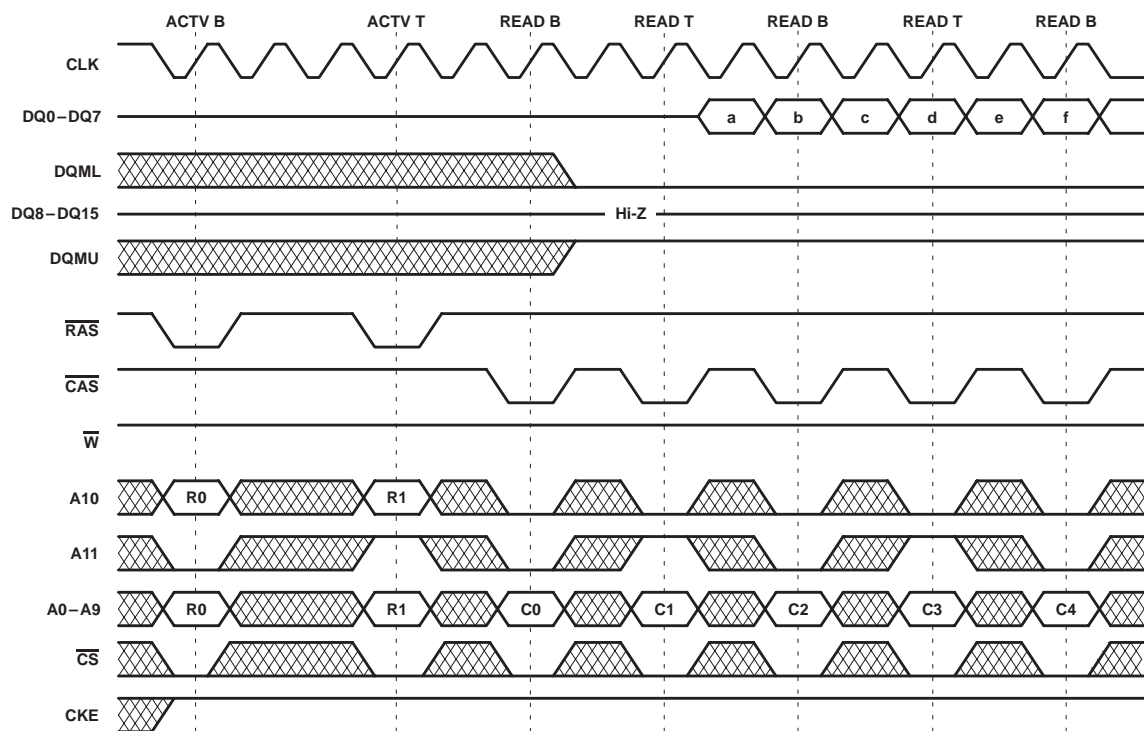 ACTV B ACTV T READ B READ T READ B READ T READ B
CLK
DQ0–DQ7 a b c d e f
DQML
DQ8–DQ15 Hi-Z
DQMU
RAS
CAS
W
A10 R0 R1
A11
A0–A9 R0 R1 C0 C1 C2 C3 C4
CS
CKE